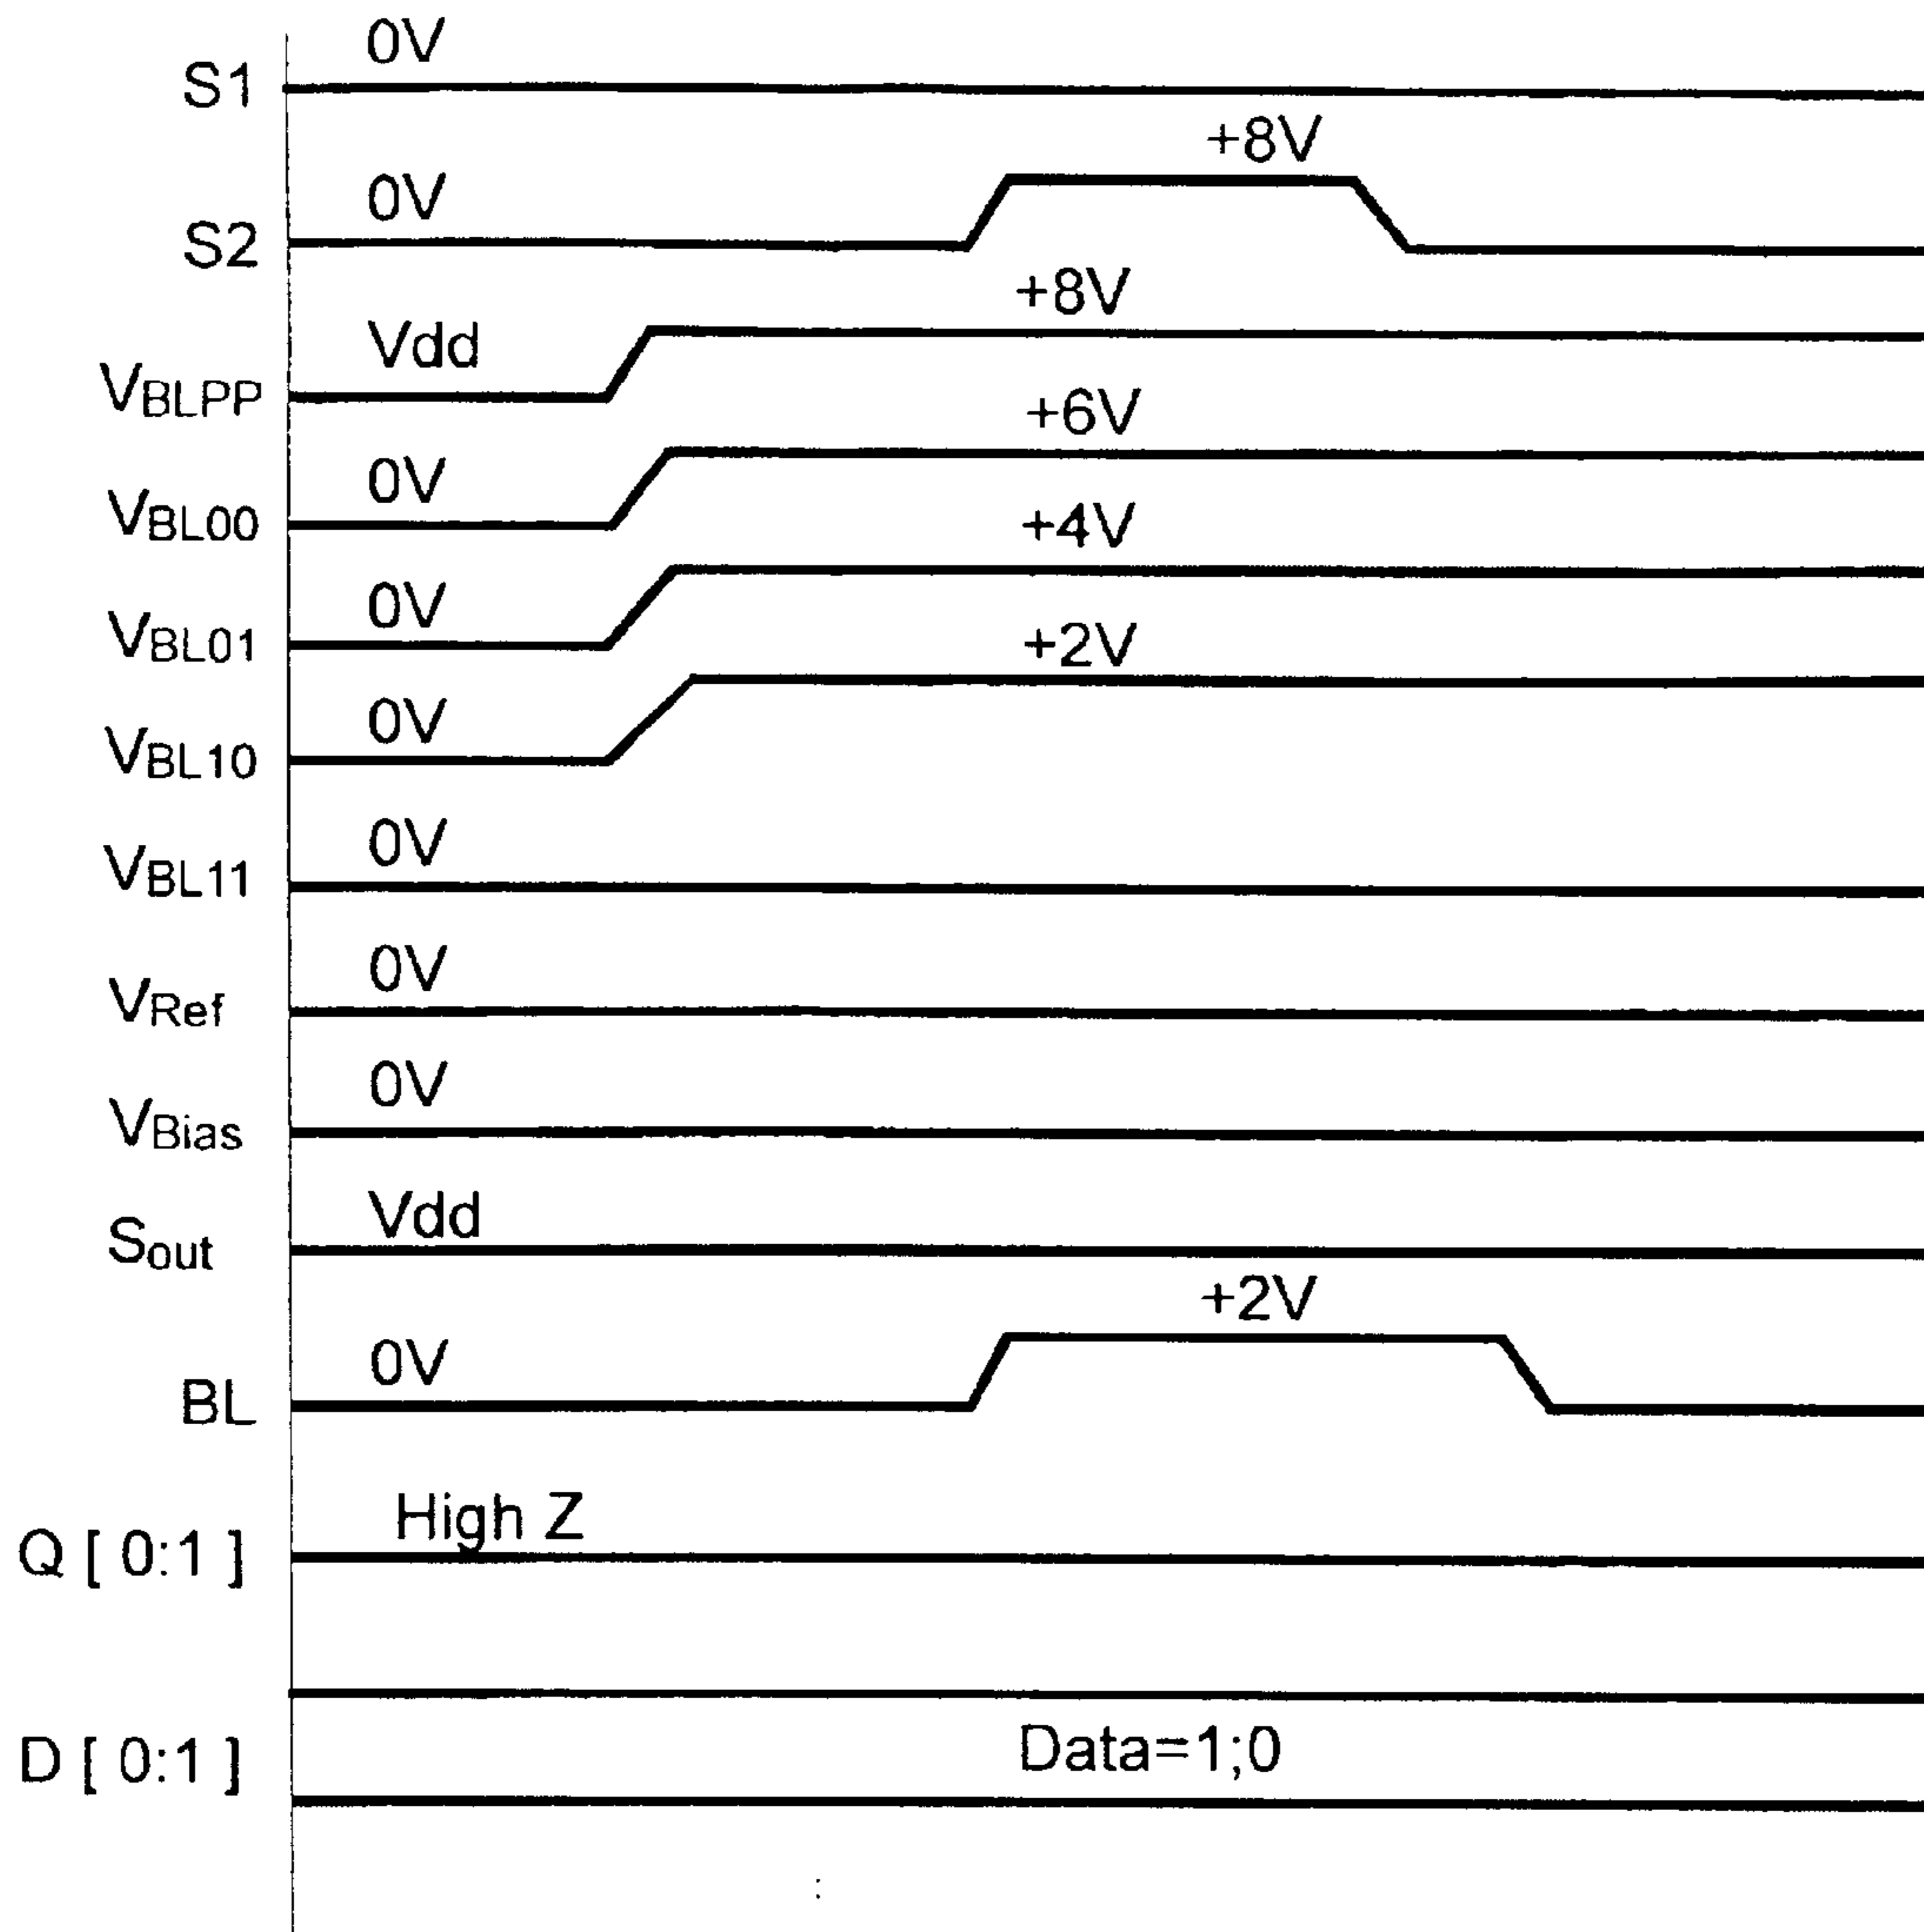 0V
S1
+8V
0V
S2
+8V
Vdd
VBLPP
+6V
0V
VBL00
+4V
0V
VBL01
+2V
0V
VBL10
0V
VBL11
0V
VRef
0V
VBias
Vdd
Sout
+2V
0V
BL
High Z
Q [ 0:1 ]
Data=1;0
D [ 0:1 ]